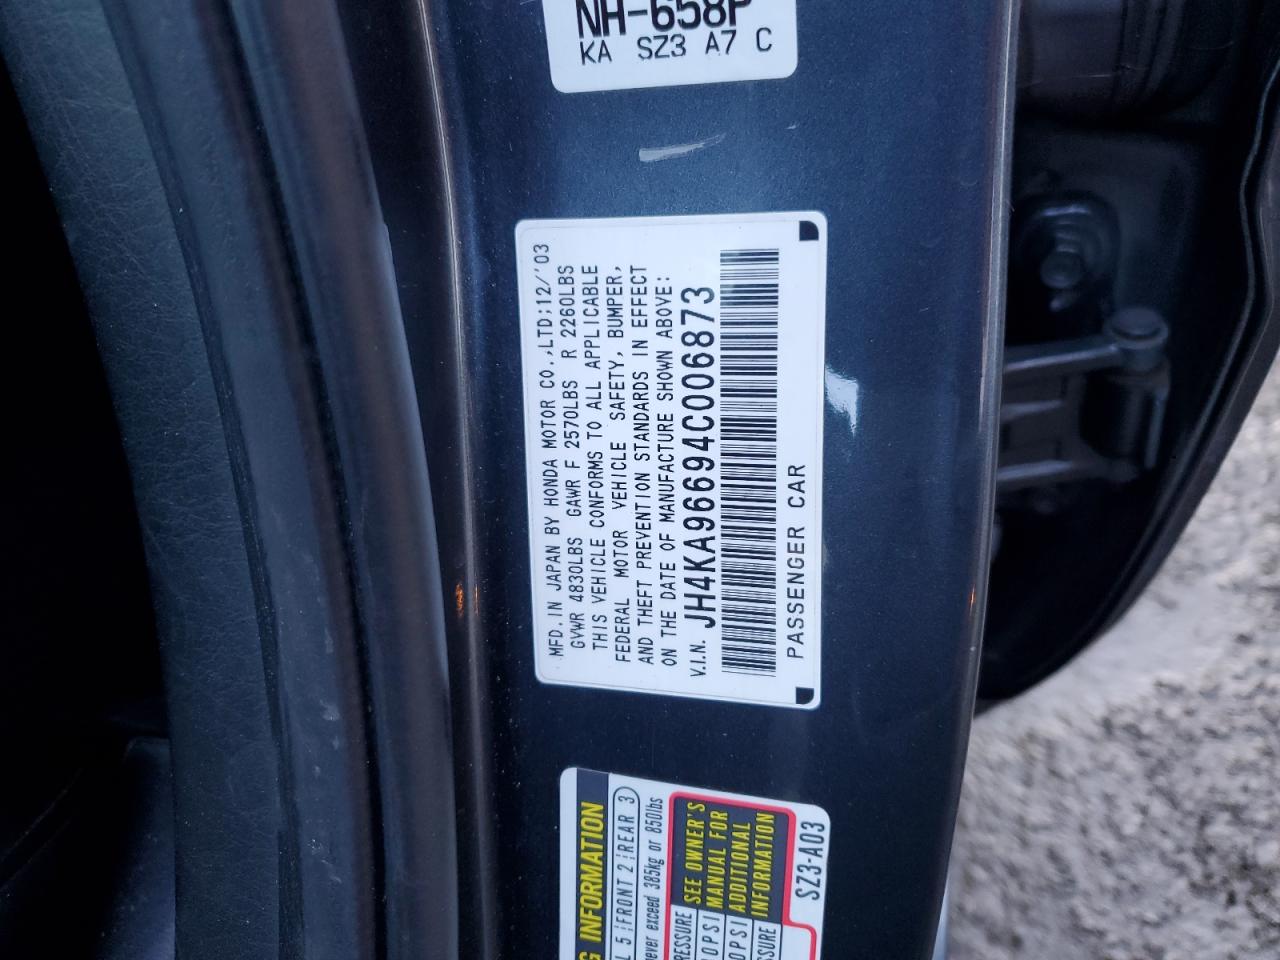 NH-658P
KA SZ3 A7 C
MFD. IN JAPAN BY HONDA MOTOR CO., LTD; 12/'03
GVWR 4830LBS GAWR F 2570LBS R 2260LBS
THIS VEHICLE CONFORMS TO ALL APPLICABLE
FEDERAL MOTOR VEHICLE SAFETY, BUMPER,
AND THEFT PREVENTION STANDARDS IN EFFECT
ON THE DATE OF MANUFACTURE SHOWN ABOVE:
V.I.N. JH4KA96694C006873
PASSENGER CAR
INFORMATION
5 FRONT 2 REAR 3
never exceed 385kg or 850lbs
SEE OWNER'S
MANUAL FOR
ADDITIONAL
INFORMATION
SZ3-A03